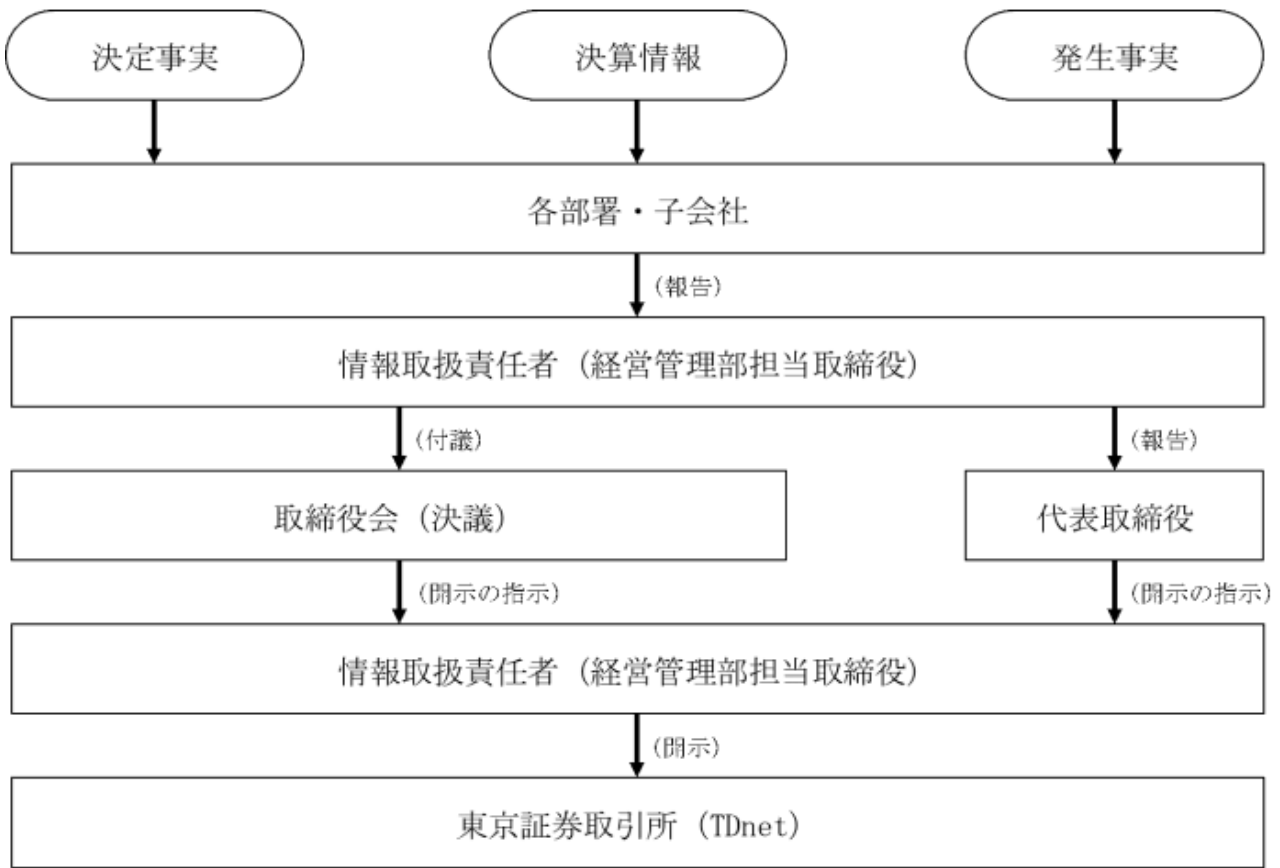 決定事実
決算情報
発生事実
各部署・子会社
(報告)
情報取扱責任者 (経営管理部担当取締役)
(付議)
(報告)
取締役会 (決議)
代表取締役
(開示の指示)
(開示の指示)
情報取扱責任者 (経営管理部担当取締役)
(開示)
東京証券取引所 (TDnet)